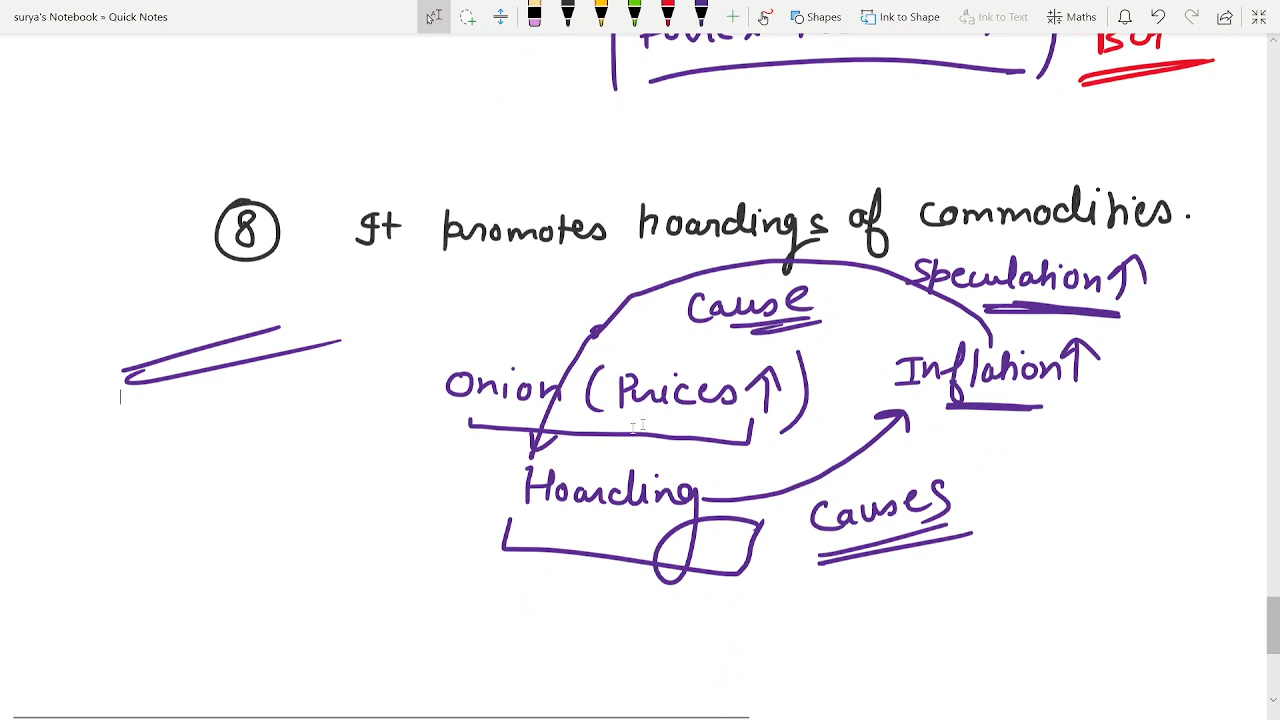 surya's Notebook » Quick Notes
Shapes Ink to Shape Ink to Text Maths
BOP
8 It promotes hoardings of commodities.
Speculation ↑
Cause
Inflation ↑
Onion (Prices ↑)
Hoarding
Causes